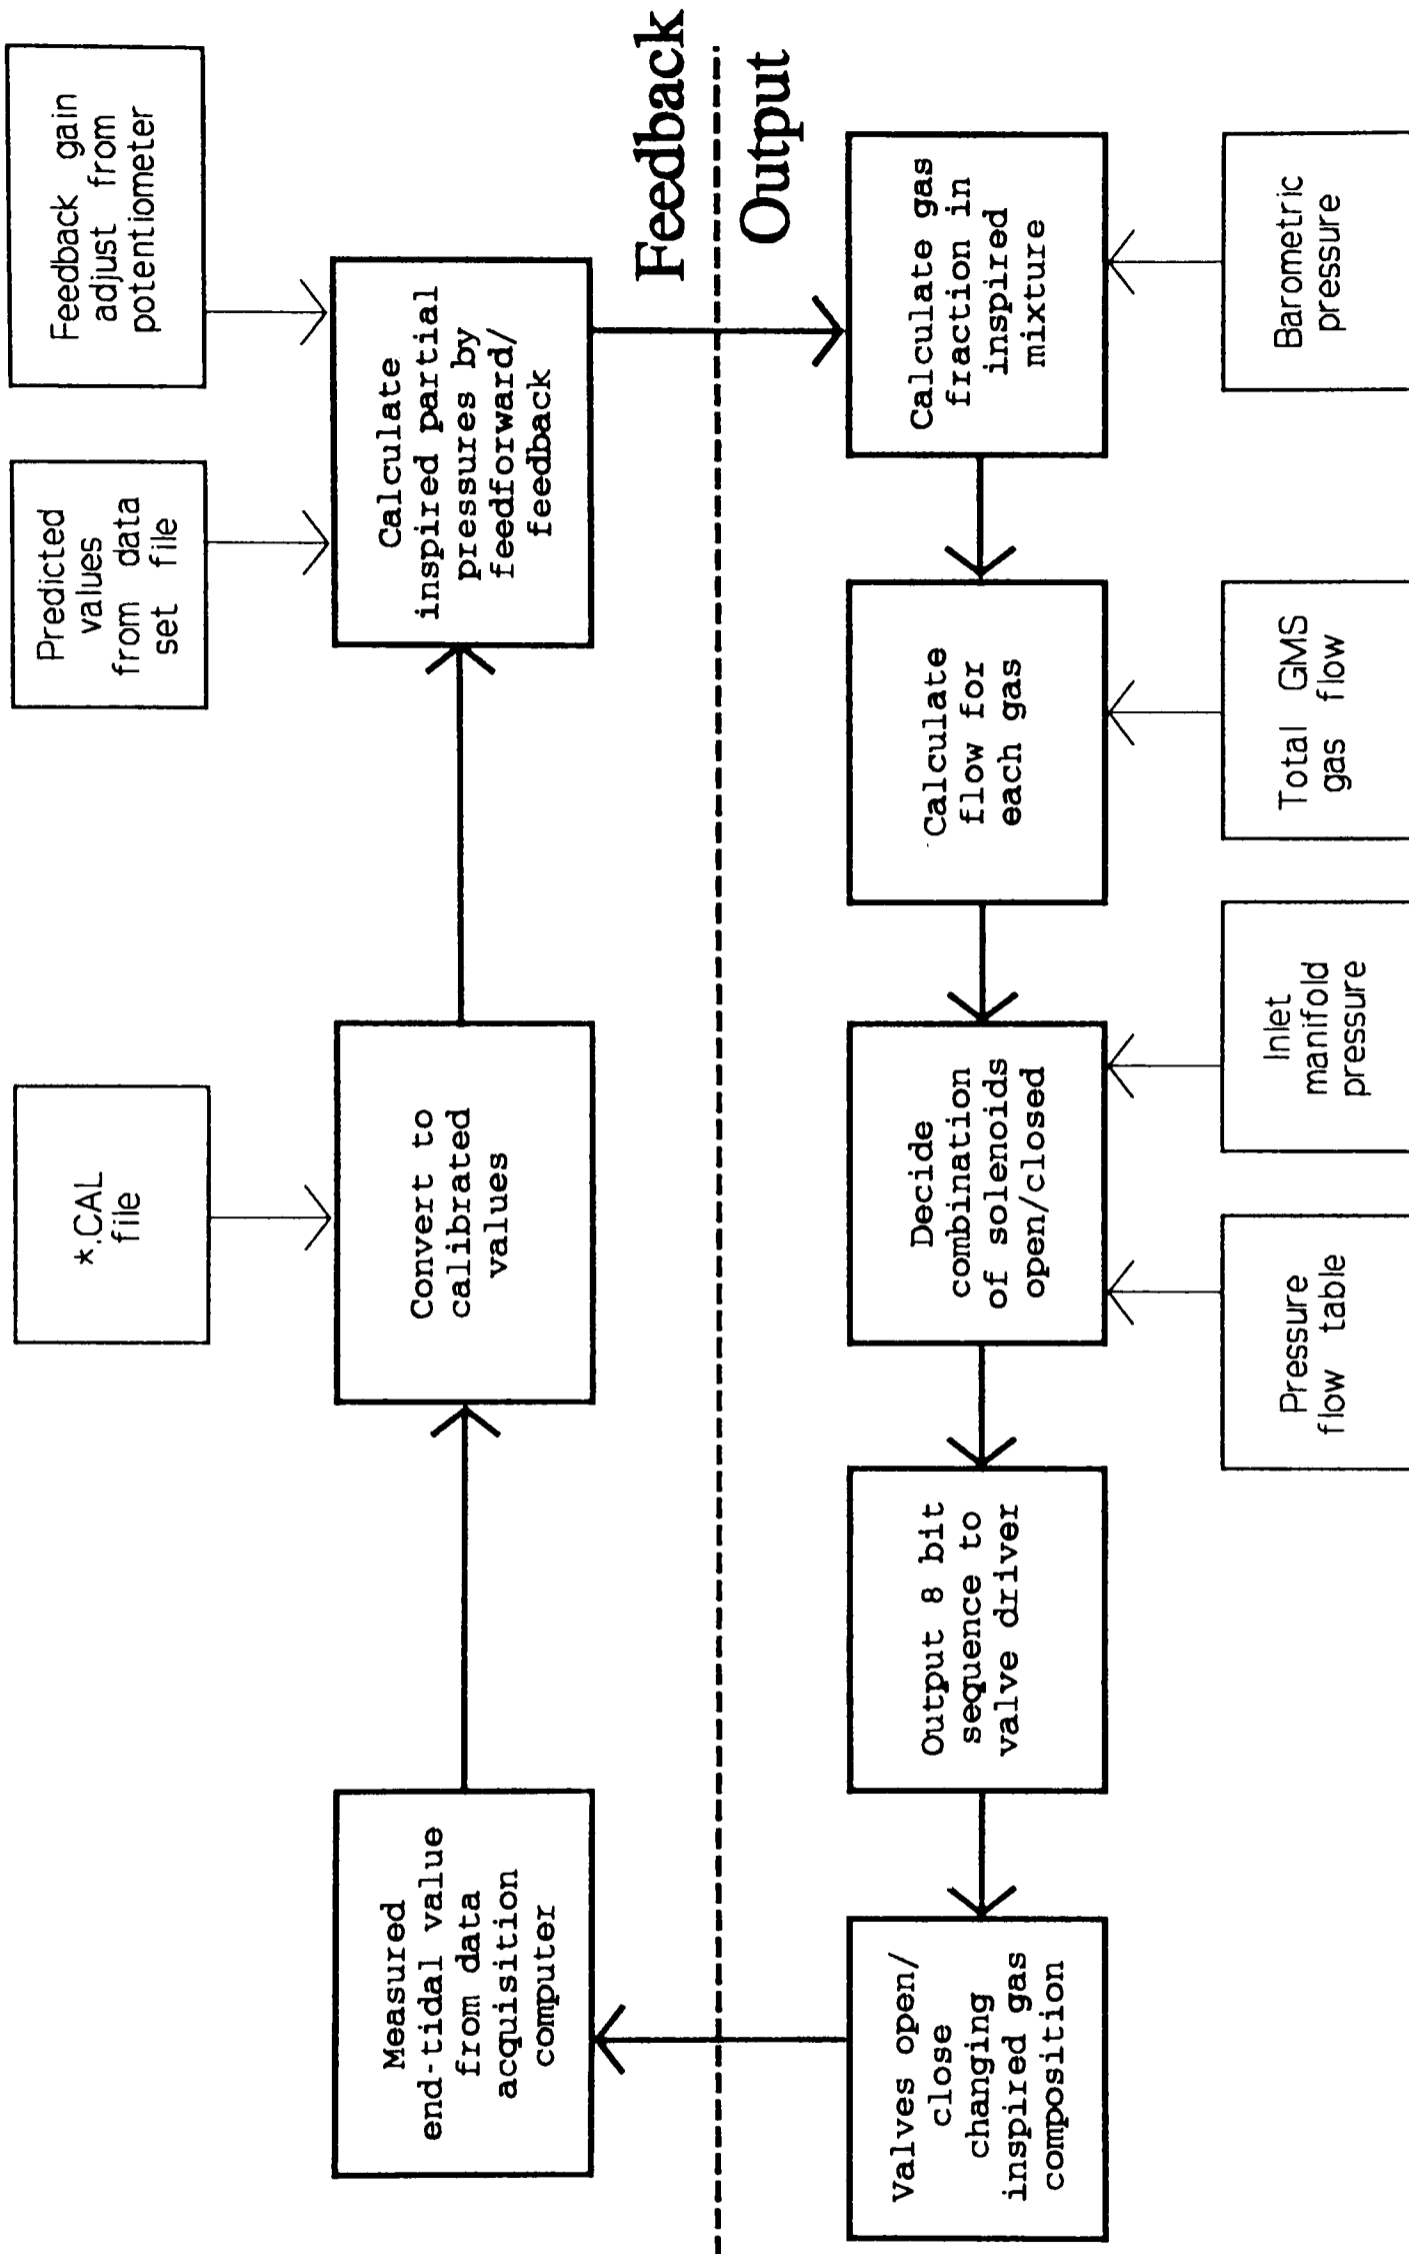 *.CAL
file
Predicted
values
from data
set file
Feedback gain
adjust from
potentiometer
Measured
end-tidal value
from data
acquisition
computer
Convert to
calibrated
values
Calculate
inspired partial
pressures by
feedforward/
feedback
Feedback
Output
Valves open/
close
changing
inspired gas
composition
Output 8 bit
sequence to
valve driver
Decide
combination
of solenoids
open/closed
Calculate
flow for
each gas
Calculate gas
fraction in
inspired
mixture
Pressure
flow table
Inlet
manifold
pressure
Total GMS
gas flow
Barometric
pressure